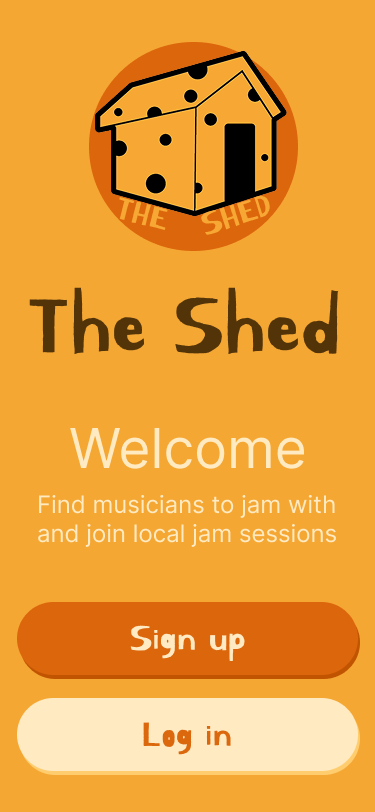 THE SHED
The Shed
Welcome
Find musicians to jam with
and join local jam sessions
Sign up
Log in